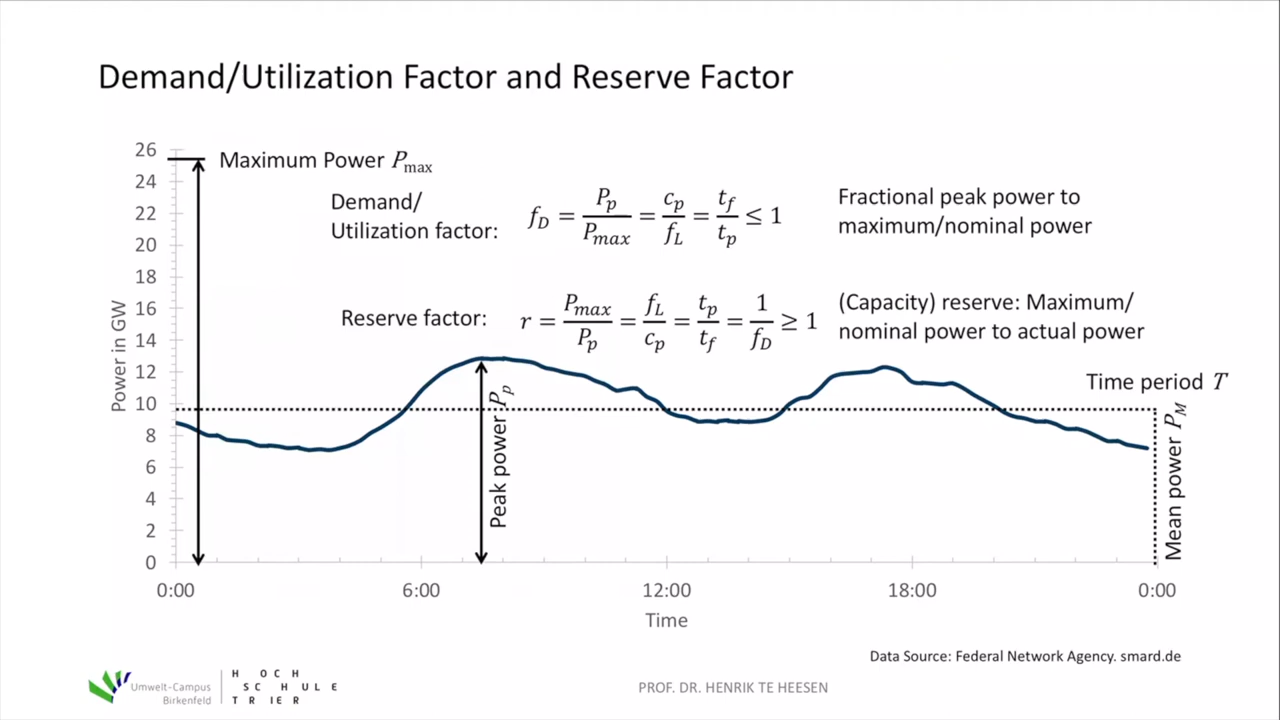 Demand/Utilization Factor and Reserve Factor
26
24
22
20
18
16
14
12
10
8
6
4
2
0
Power in GW
Maximum Power P_max
Demand/
Utilization factor:
f_D = P_p/P_max = c_p/f_L = t_f/t_p ≤ 1
Fractional peak power to
maximum/nominal power
Reserve factor:
r = P_max/P_p = f_L/c_p = t_p/t_f = 1/f_D ≥ 1
(Capacity) reserve: Maximum/
nominal power to actual power
Time period T
Peak power P_p
Mean power P_M
0:00 6:00 12:00 18:00 0:00
Time
Data Source: Federal Network Agency. smard.de
Umwelt-Campus
Birkenfeld
H O C H
S C H U L E
T R I E R
PROF. DR. HENRIK TE HEESEN